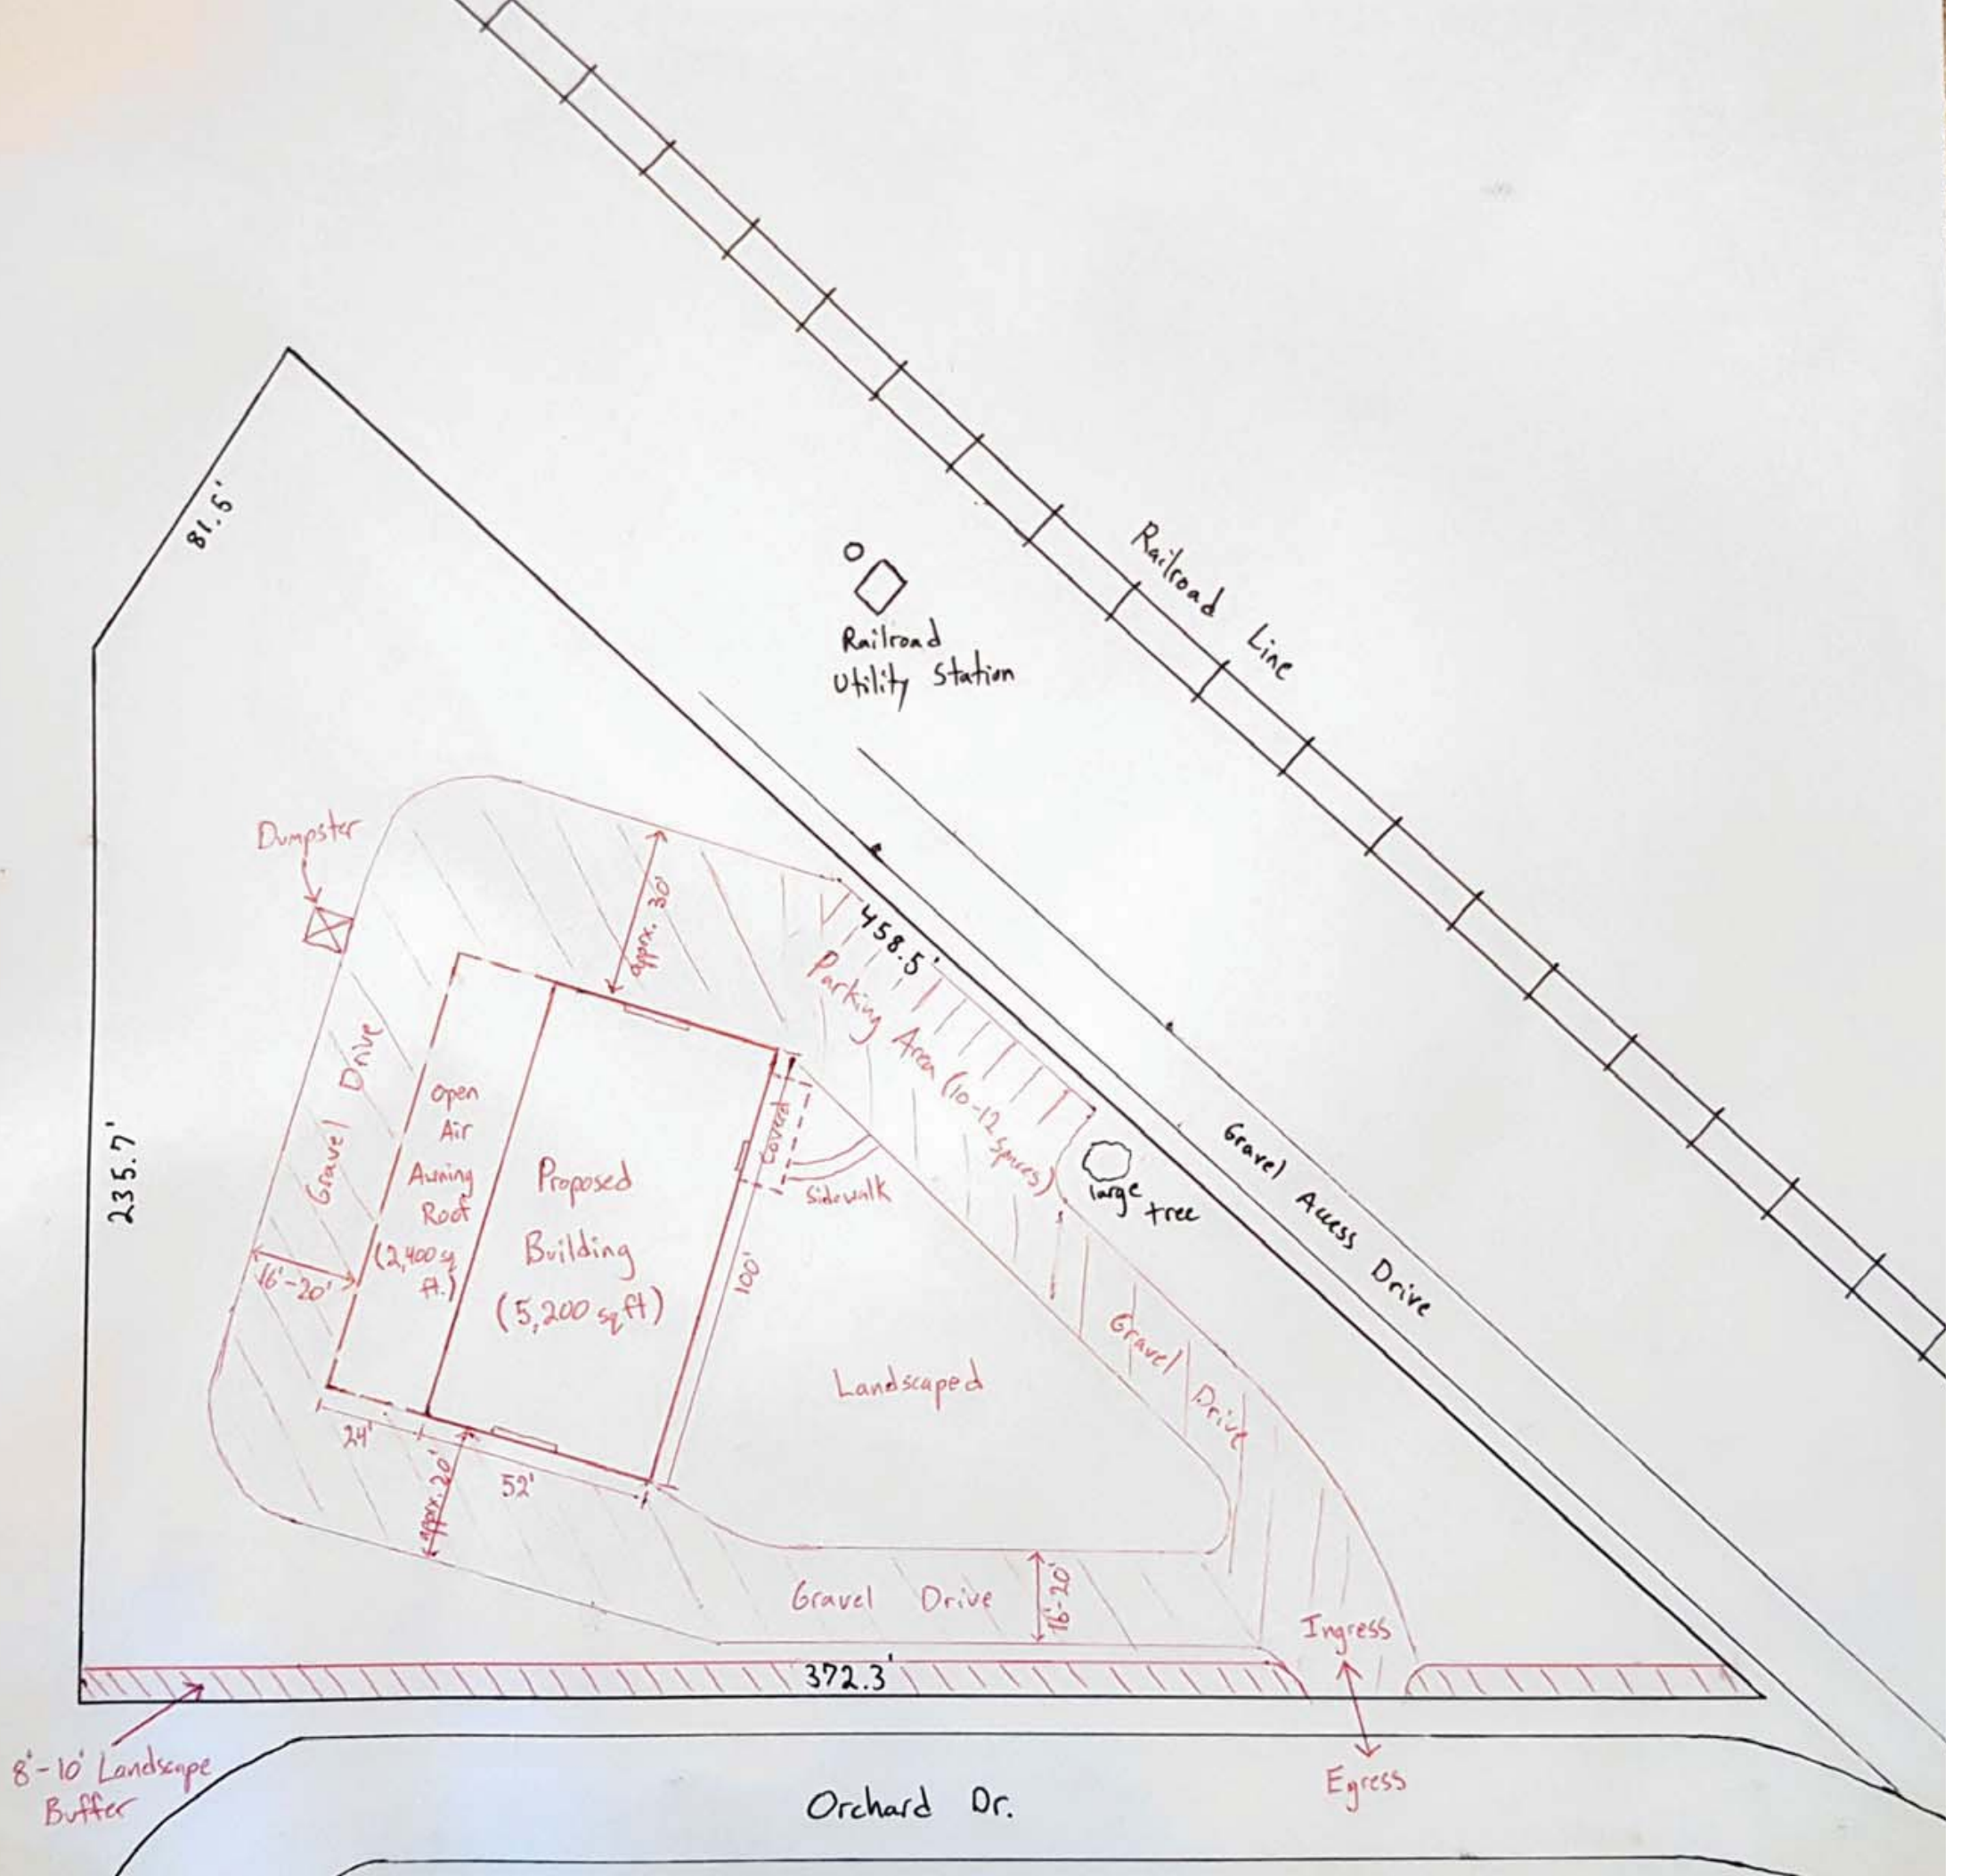 81.5'
Railroad Line
Railroad
Utility Station
Dumpster
apprx. 30'
458.5'
Parking Area (10-12 spaces)
Gravel Drive
Open
Air
Awning
Roof
(2,400 sq
ft.)
Proposed
Building
(5,200 sq ft)
Covered
Sidewalk
large
tree
Gravel Access Drive
235.7'
16'-20'
100'
Landscaped
Gravel Drive
24'
52'
apprx. 20'
Gravel Drive
16'-20'
Ingress
372.3'
8'-10' Landscape
Buffer
Egress
Orchard Dr.